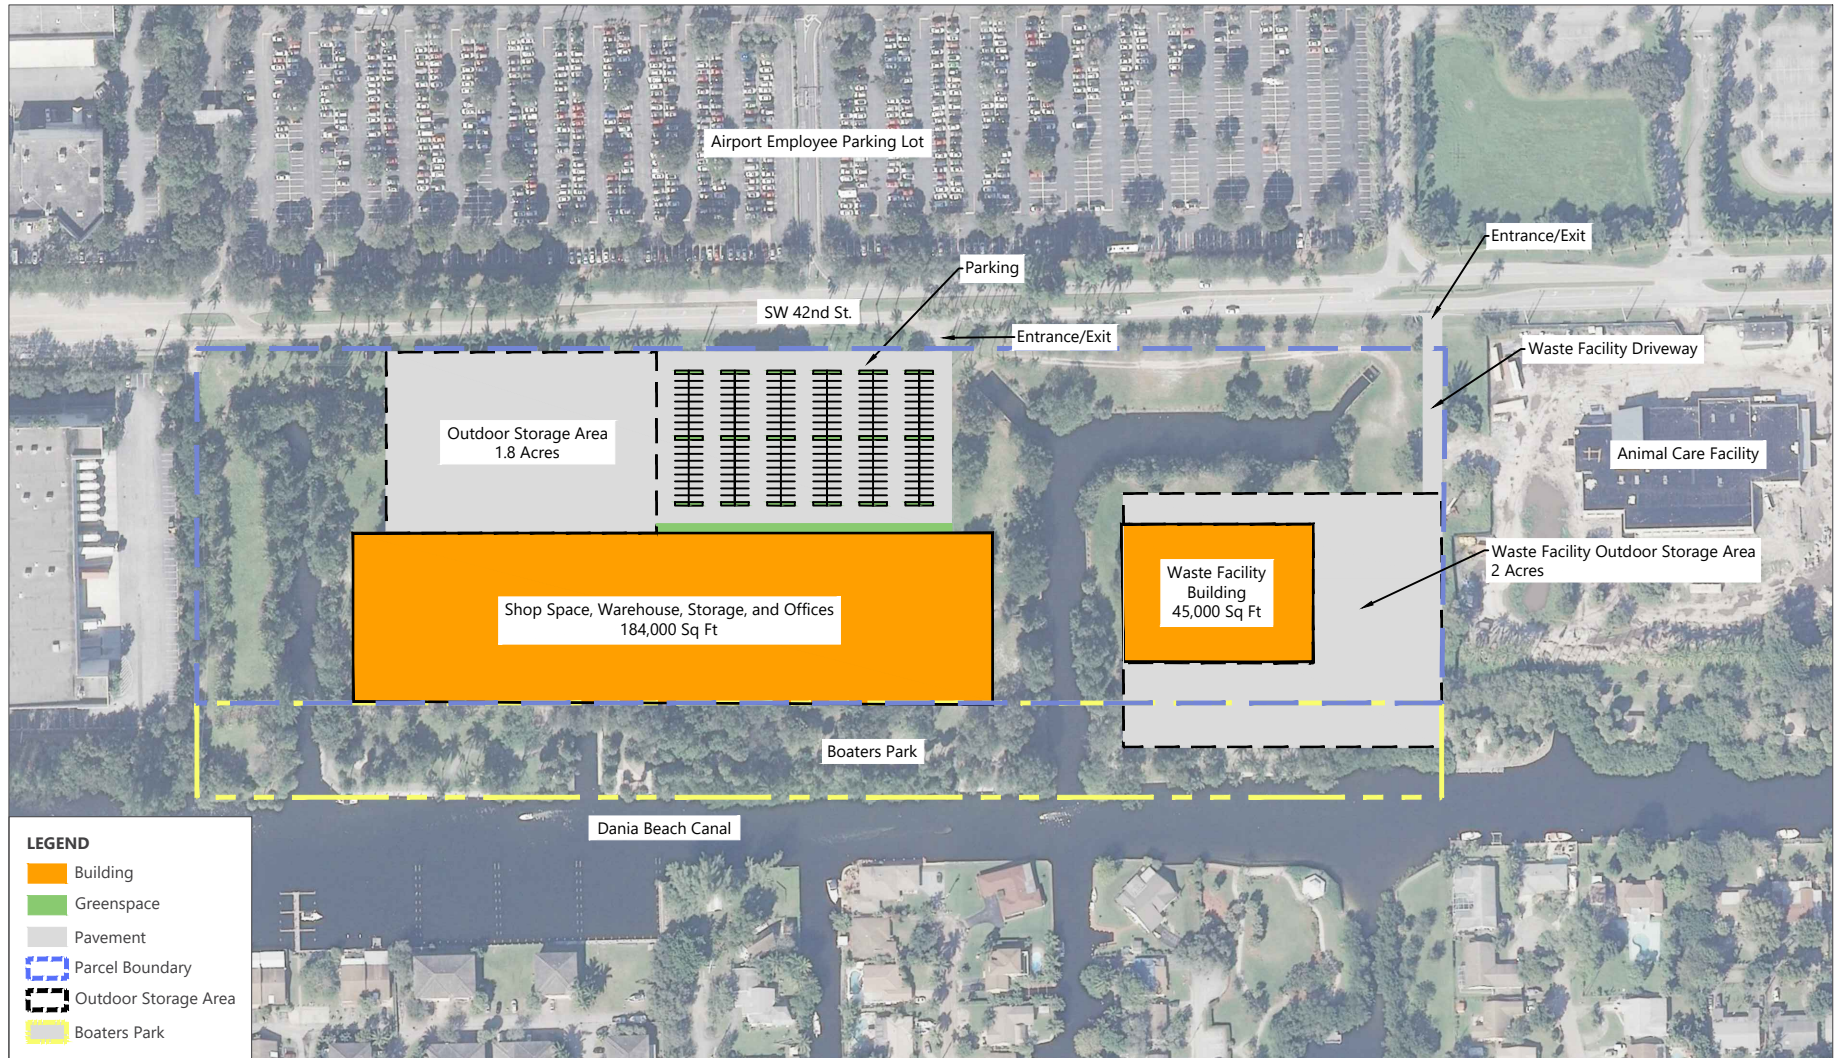 Airport Employee Parking Lot
Entrance/Exit
Parking
SW 42nd St.
Entrance/Exit
Waste Facility Driveway
Outdoor Storage Area
1.8 Acres
Animal Care Facility
Waste Facility Outdoor Storage Area
2 Acres
Waste Facility
Building
45,000 Sq Ft
Shop Space, Warehouse, Storage, and Offices
184,000 Sq Ft
Boaters Park
Dania Beach Canal
LEGEND
Building
Greenspace
Pavement
Parcel Boundary
Outdoor Storage Area
Boaters Park